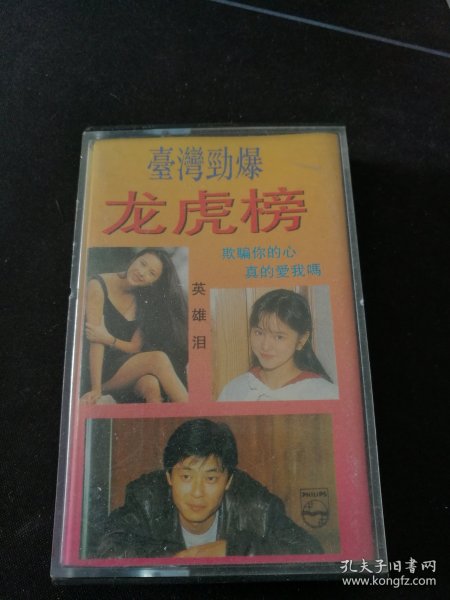 臺灣勁爆
龙虎榜
欺騙你的心
真的愛我嗎
英雄泪
PHILIPS
孔夫子旧书网
www.kongfz.com